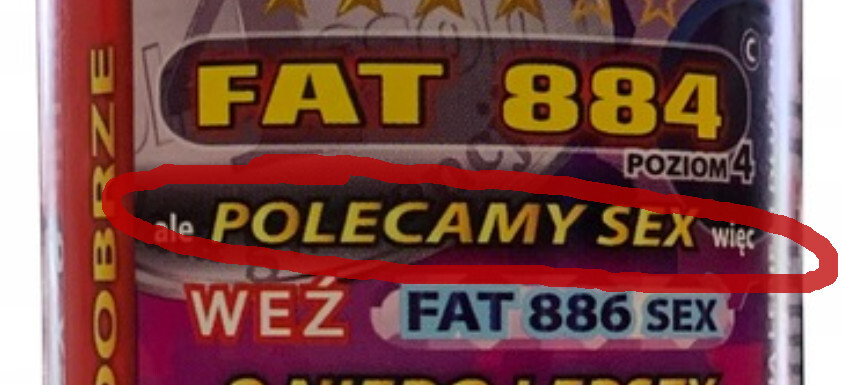 FAT 884
©
POZIOM 4
ale POLECAMY SEX więc
WEŹ FAT 886 SEX
DOBRZE